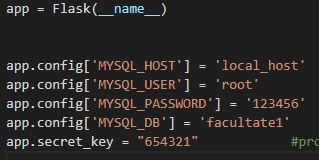 app = Flask(__name__)
app.config['MYSQL_HOST'] = 'local_host'
app.config['MYSQL_USER'] = 'root'
app.config['MYSQL_PASSWORD'] = '123456'
app.config['MYSQL_DB'] = 'facultate1'
app.secret_key = "654321" #pro